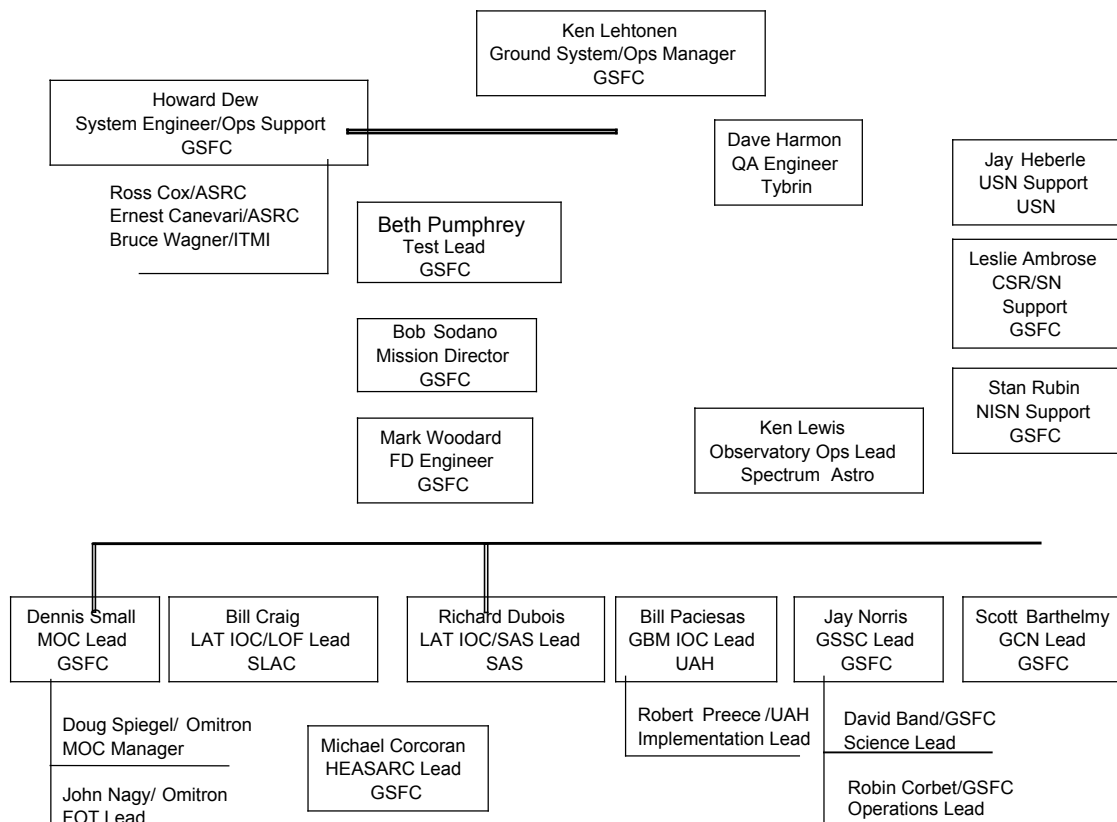 Ken Lehtonen
Ground System/Ops Manager
GSFC
Howard Dew
System Engineer/Ops Support
GSFC
Ross Cox/ASRC
Ernest Canevari/ASRC
Bruce Wagner/ITMI
Dave Harmon
QA Engineer
Tybrin
Jay Heberle
USN Support
USN
Beth Pumphrey
Test Lead
GSFC
Leslie Ambrose
CSR/SN
Support
GSFC
Bob Sodano
Mission Director
GSFC
Stan Rubin
NISN Support
GSFC
Mark Woodard
FD Engineer
GSFC
Ken Lewis
Observatory Ops Lead
Spectrum Astro
Dennis Small
MOC Lead
GSFC
Bill Craig
LAT IOC/LOF Lead
SLAC
Richard Dubois
LAT IOC/SAS Lead
SAS
Bill Paciesas
GBM IOC Lead
UAH
Jay Norris
GSSC Lead
GSFC
Scott Barthelmy
GCN Lead
GSFC
Doug Spiegel/ Omitron
MOC Manager
John Nagy/ Omitron
FOT Lead
Michael Corcoran
HEASARC Lead
GSFC
Robert Preece /UAH
Implementation Lead
David Band/GSFC
Science Lead
Robin Corbet/GSFC
Operations Lead